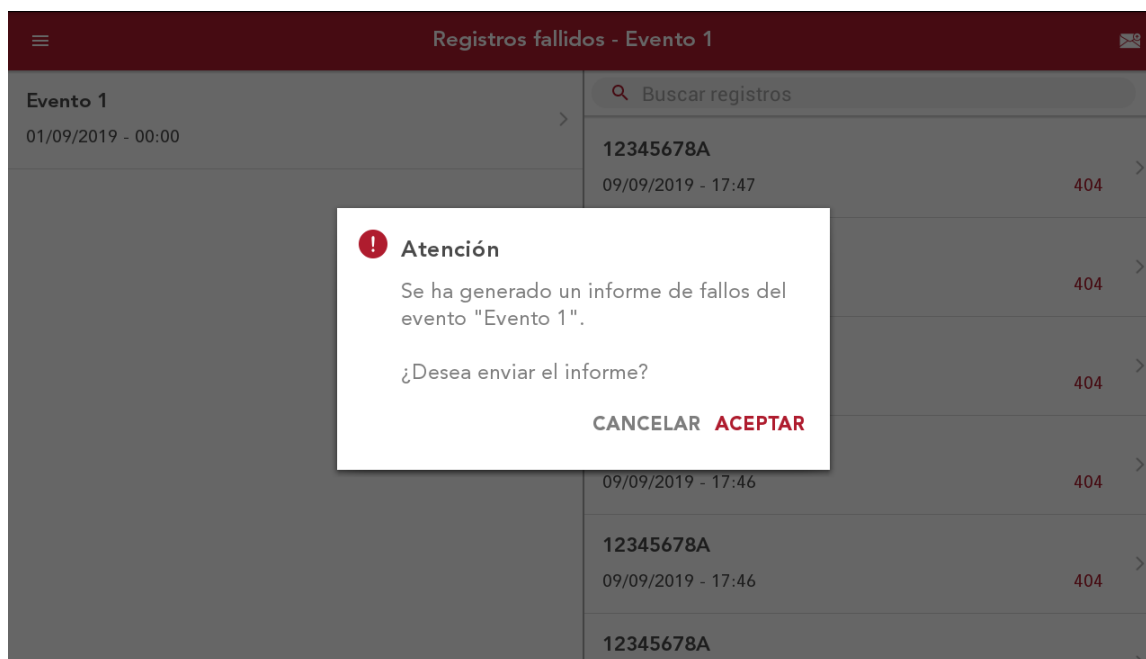 Registros fallidos - Evento 1
Evento 1
01/09/2019 - 00:00
Buscar registros
12345678A
09/09/2019 - 17:47
404
404
404
09/09/2019 - 17:46
404
12345678A
09/09/2019 - 17:46
404
12345678A
Atención
Se ha generado un informe de fallos del
evento "Evento 1".
¿Desea enviar el informe?
CANCELAR ACEPTAR